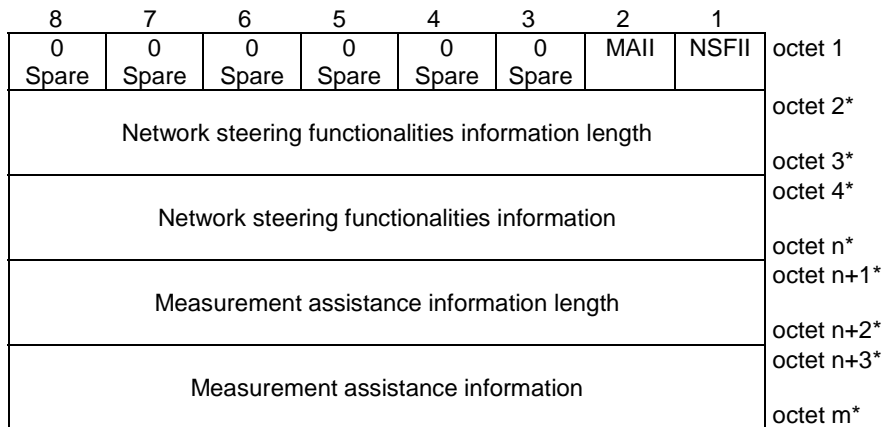 8 7 6 5 4 3 2 1
0 0 0 0 0 0 MAII NSFII octet 1
Spare Spare Spare Spare Spare Spare
octet 2*
Network steering functionalities information length
octet 3*
octet 4*
Network steering functionalities information
octet n*
octet n+1*
Measurement assistance information length
octet n+2*
octet n+3*
Measurement assistance information
octet m*